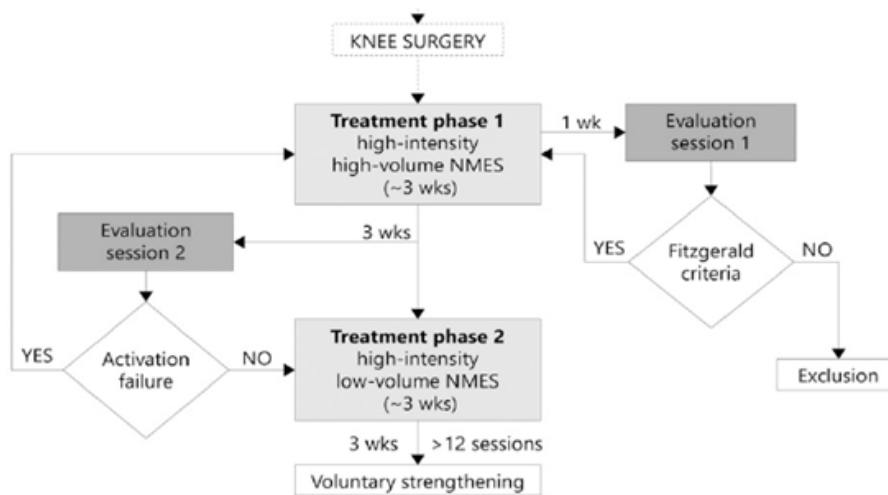 KNEE SURGERY
Treatment phase 1
high-intensity
high-volume NMES
(~3 wks)
1 wk
Evaluation
session 1
Fitzgerald
criteria
YES
NO
Exclusion
3 wks
Evaluation
session 2
Activation
failure
YES
NO
Treatment phase 2
high-intensity
low-volume NMES
(~3 wks)
3 wks
>12 sessions
Voluntary strengthening